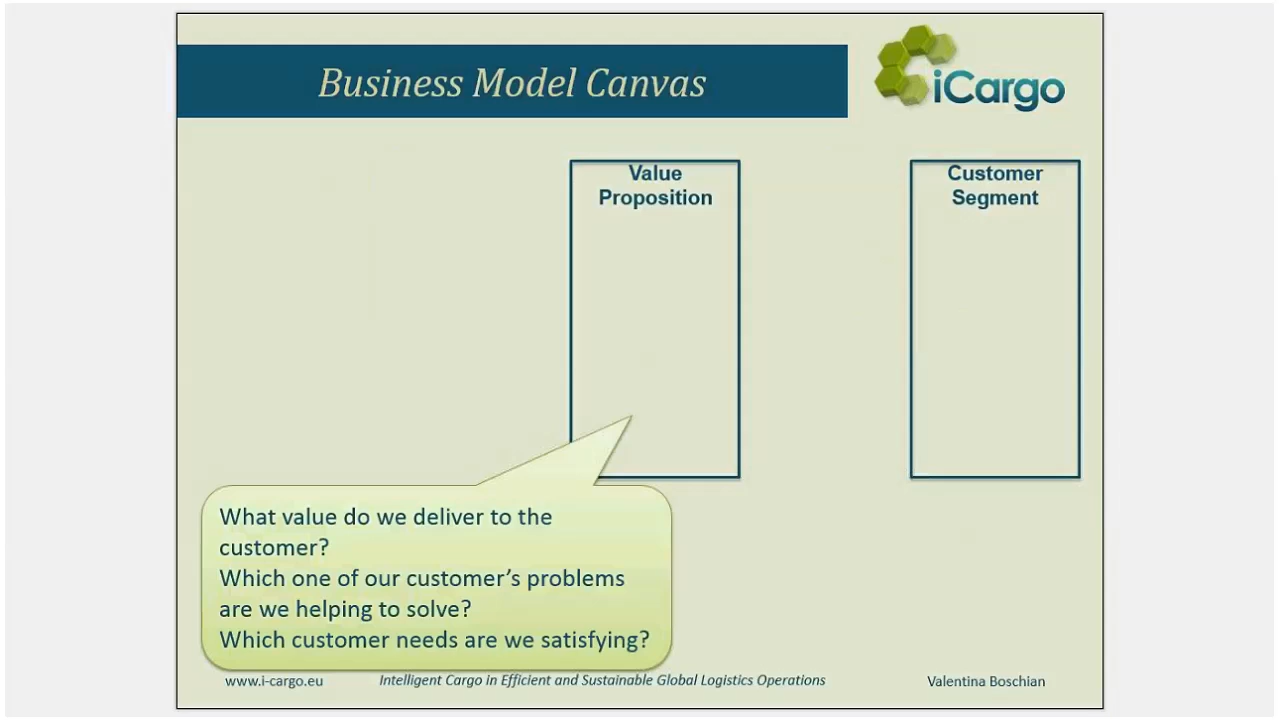 Business Model Canvas
iCargo
Value
Proposition
Customer
Segment
What value do we deliver to the
customer?
Which one of our customer’s problems
are we helping to solve?
Which customer needs are we satisfying?
www.i-cargo.eu
Intelligent Cargo in Efficient and Sustainable Global Logistics Operations
Valentina Boschian